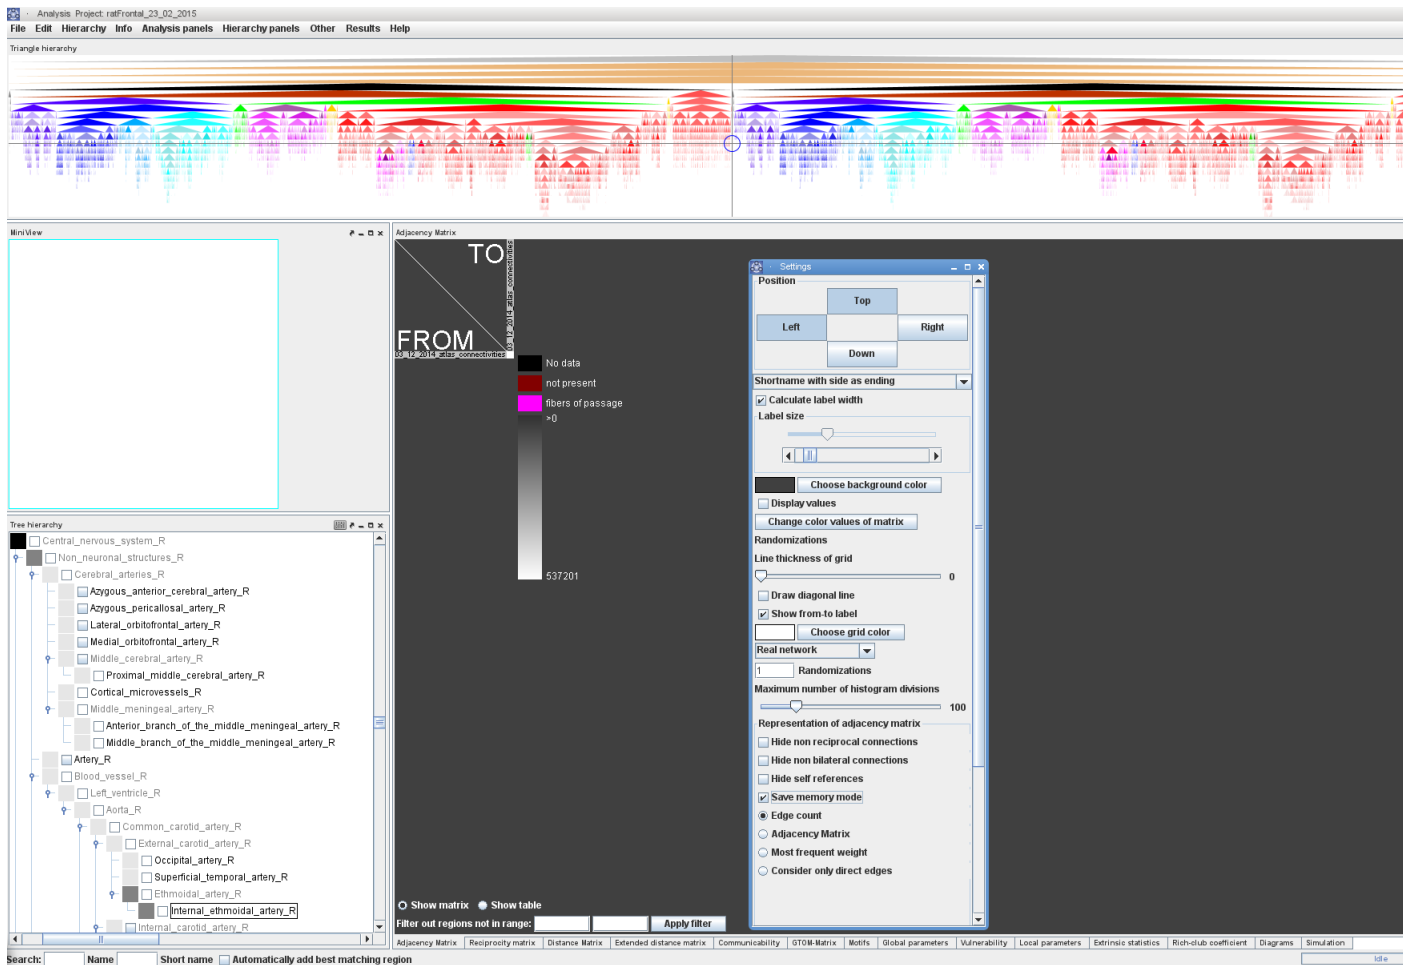 Analysis Project: ratFrontal_23_02_2015
File Edit Hierarchy Info Analysis panels Hierarchy panels Other Results Help
Triangle hierarchy
MiniView
Adjacency Matrix
TO
FROM
03_12_2014_atlas_connectivities
03_12_2014_atlas_connectivities
No data
not present
fibers of passage
>0
537201
Settings
Position
Top
Left
Right
Down
Shortname with side as ending
Calculate label width
Label size
Choose background color
Display values
Change color values of matrix
Randomizations
Line thickness of grid
0
Draw diagonal line
Show from-to label
Choose grid color
Real network
1 Randomizations
Maximum number of histogram divisions
100
Representation of adjacency matrix
Hide non reciprocal connections
Hide non bilateral connections
Hide self references
Save memory mode
Edge count
Adjacency Matrix
Most frequent weight
Consider only direct edges
Tree hierarchy
Central_nervous_system_R
Non_neuronal_structures_R
Cerebral_arteries_R
Azygous_anterior_cerebral_artery_R
Azygous_pericallosal_artery_R
Lateral_orbitofrontal_artery_R
Medial_orbitofrontal_artery_R
Middle_cerebral_artery_R
Proximal_middle_cerebral_artery_R
Cortical_microvessels_R
Middle_meningeal_artery_R
Anterior_branch_of_the_middle_meningeal_artery_R
Middle_branch_of_the_middle_meningeal_artery_R
Artery_R
Blood_vessel_R
Left_ventricle_R
Aorta_R
Common_carotid_artery_R
External_carotid_artery_R
Occipital_artery_R
Superficial_temporal_artery_R
Ethmoidal_artery_R
Internal_ethmoidal_artery_R
Internal_carotid_artery_R
Show matrix Show table
Filter out regions not in range: Apply filter
Adjacency Matrix Reciprocity matrix Distance Matrix Extended distance matrix Communicability GTOM-Matrix Motifs Global parameters Vulnerability Local parameters Extrinsic statistics Rich-club coefficient Diagrams Simulation
Search: Name Short name Automatically add best matching region
Idle